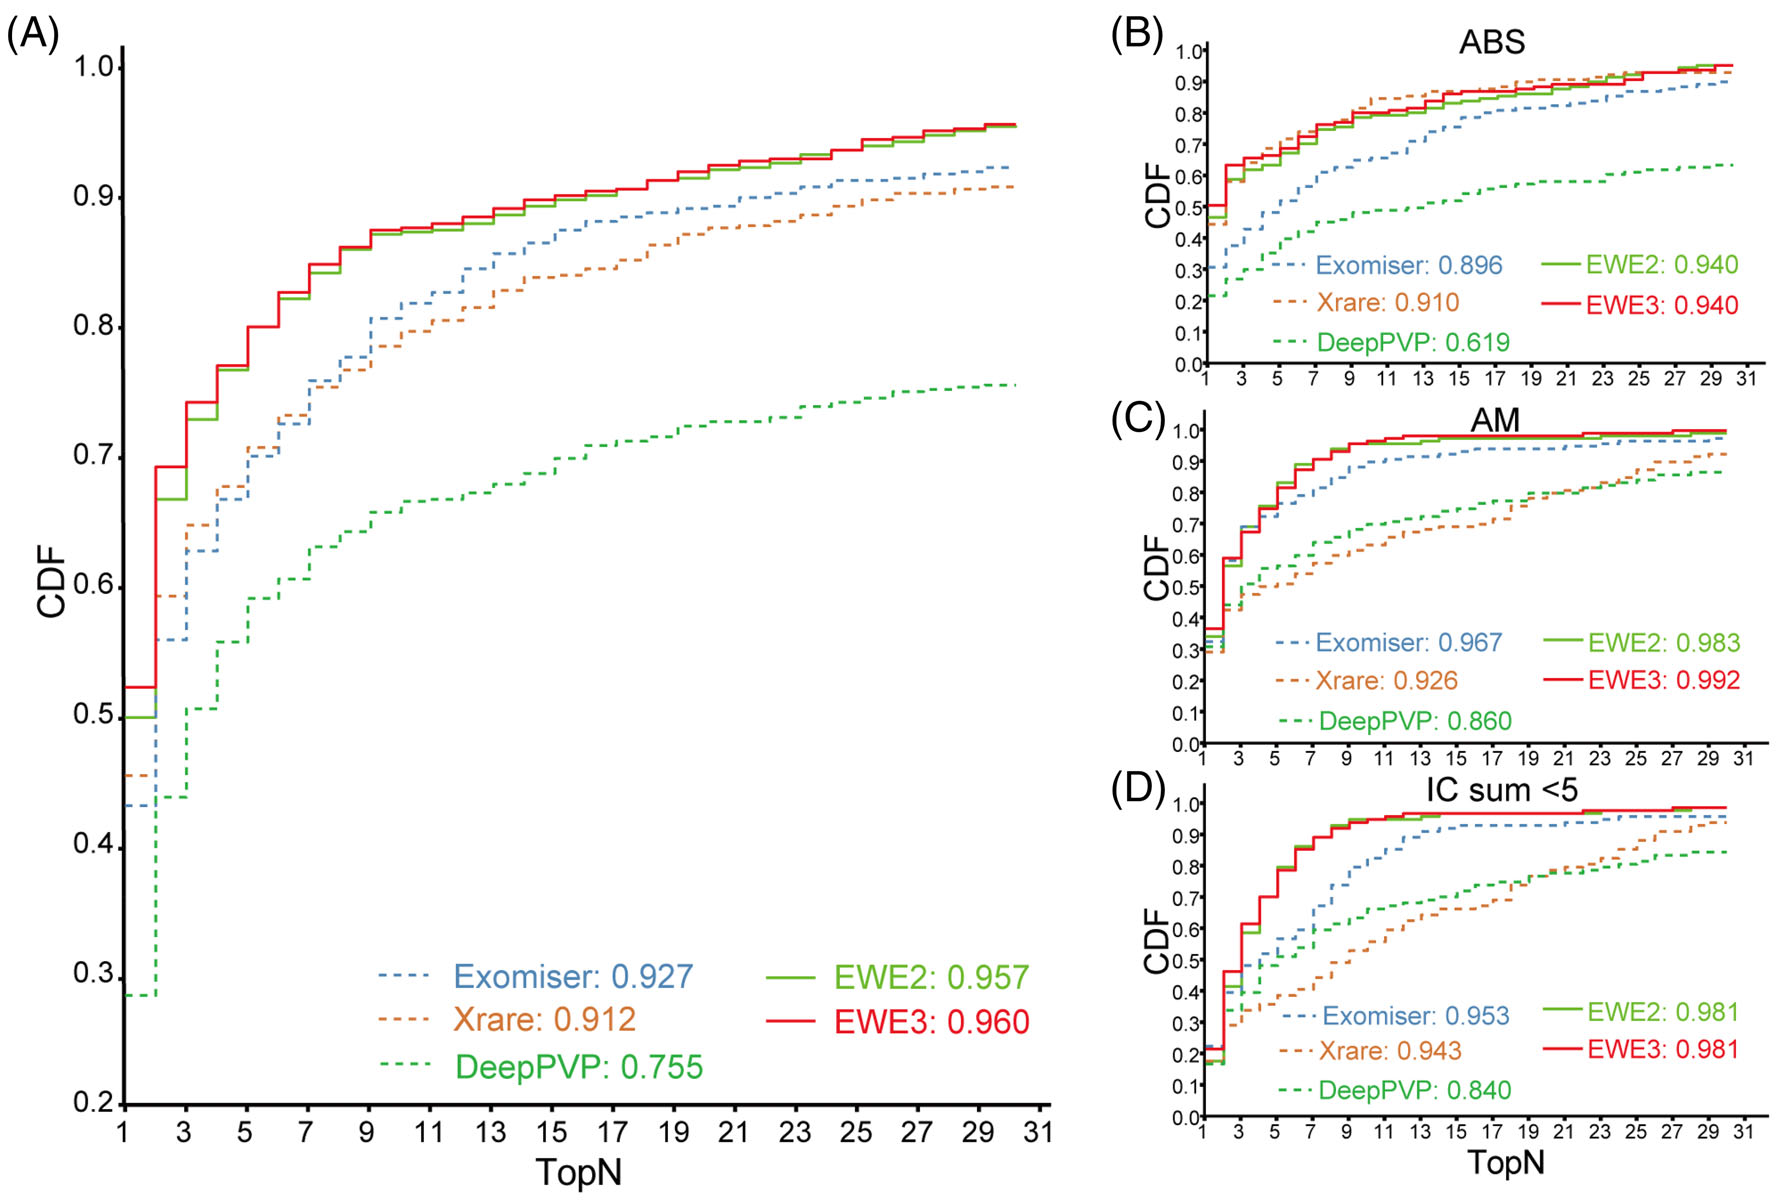 (A)
CDF
1.0
0.9
0.8
0.7
0.6
0.5
0.4
0.3
0.2
1 3 5 7 9 11 13 15 17 19 21 23 25 27 29 31
TopN
Exomiser: 0.927
Xrare: 0.912
DeepPVP: 0.755
EWE2: 0.957
EWE3: 0.960
(B)
ABS
CDF
1.0
0.9
0.8
0.7
0.6
0.5
0.4
0.3
0.2
0.1
0.0
1 3 5 7 9 11 13 15 17 19 21 23 25 27 29 31
Exomiser: 0.896
Xrare: 0.910
DeepPVP: 0.619
EWE2: 0.940
EWE3: 0.940
(C)
AM
CDF
1.0
0.9
0.8
0.7
0.6
0.5
0.4
0.3
0.2
0.1
0.0
1 3 5 7 9 11 13 15 17 19 21 23 25 27 29 31
Exomiser: 0.967
Xrare: 0.926
DeepPVP: 0.860
EWE2: 0.983
EWE3: 0.992
(D)
IC sum <5
CDF
1.0
0.9
0.8
0.7
0.6
0.5
0.4
0.3
0.2
0.1
0.0
1 3 5 7 9 11 13 15 17 19 21 23 25 27 29 31
TopN
Exomiser: 0.953
Xrare: 0.943
DeepPVP: 0.840
EWE2: 0.981
EWE3: 0.981